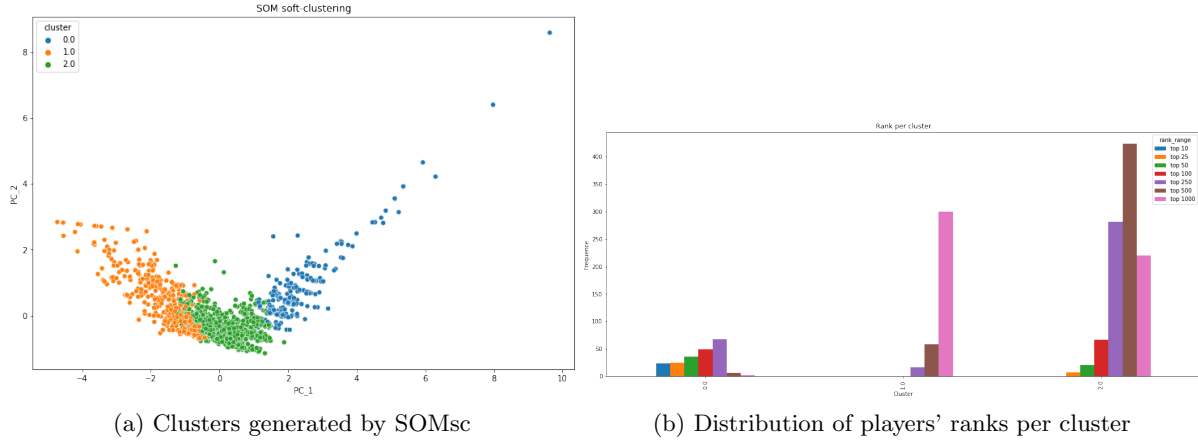 SOM soft-clustering
cluster
0.0
1.0
2.0
8
6
4
2
0
PC_2
−4
−2
0
2
4
6
8
10
PC_1
(a) Clusters generated by SOMsc
Rank per cluster
rank_range
top 10
top 25
top 50
top 100
top 250
top 500
top 1000
400
350
300
250
200
150
100
50
0
Frequence
0.0
1.0
2.0
Cluster
(b) Distribution of players' ranks per cluster